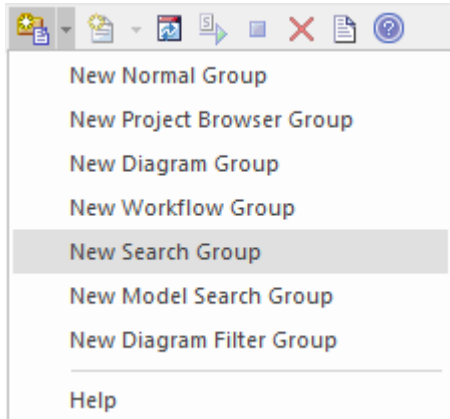 S
New Normal Group
New Project Browser Group
New Diagram Group
New Workflow Group
New Search Group
New Model Search Group
New Diagram Filter Group
Help